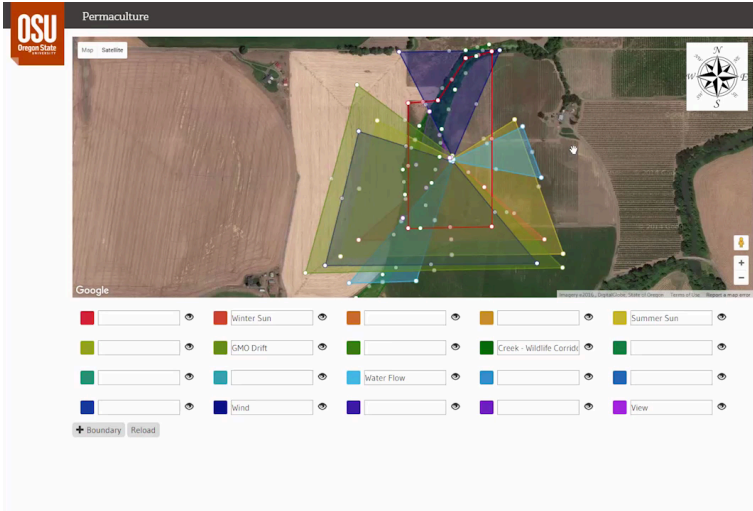 OSU
Oregon State
UNIVERSITY
Permaculture
Map Satellite
N
W E
S
Google
Winter Sun
Summer Sun
GMO Drift
Creek - Wildlife Corrido
Water Flow
Wind
View
+ Boundary Reload